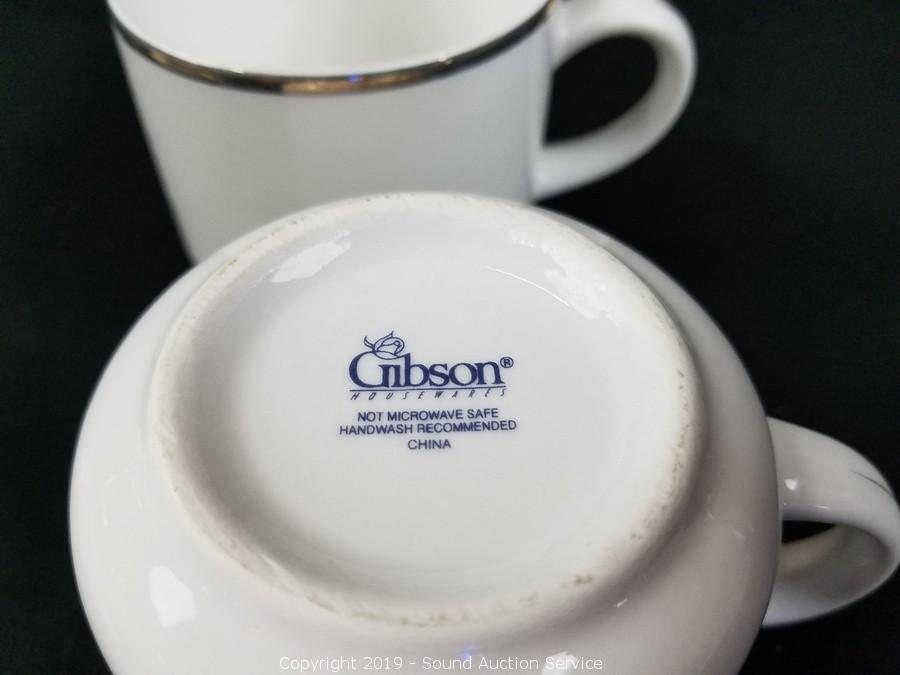 Gibson®
HOUSEWARES
NOT MICROWAVE SAFE
HANDWASH RECOMMENDED
CHINA
Copyright 2019 - Sound Auction Service